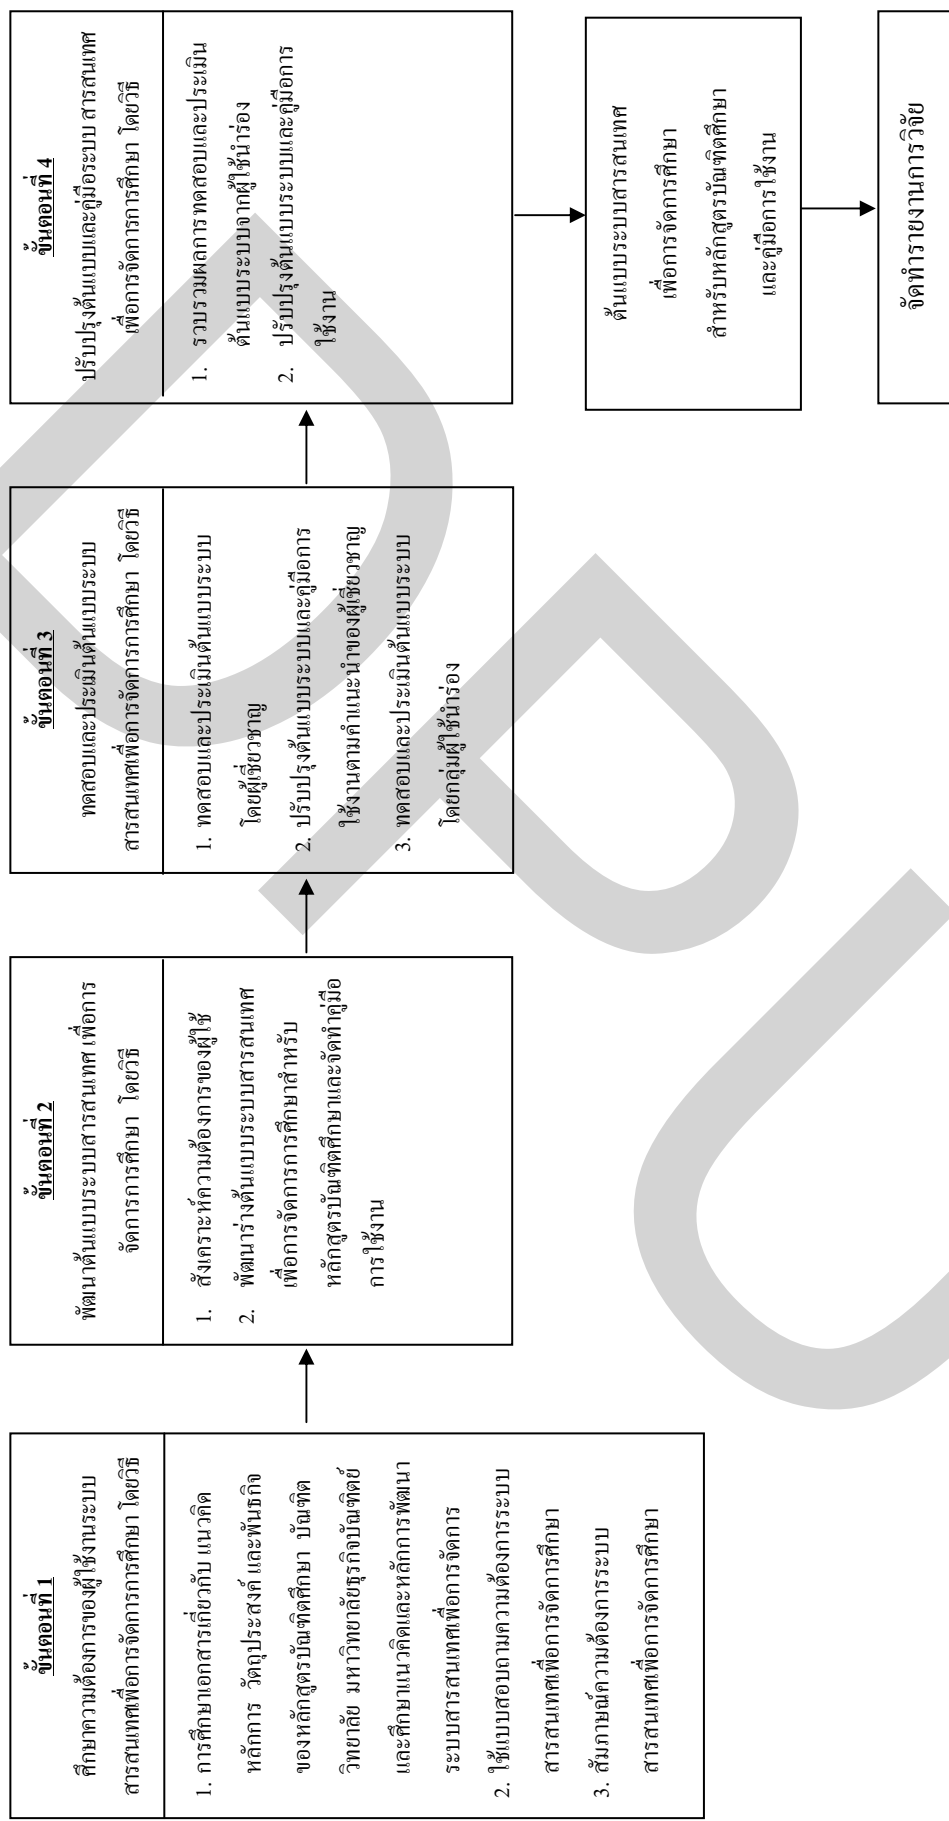 ขั้นตอนที่ 1
ศึกษาความต้องการของผู้ใช้งานระบบ
สารสนเทศเพื่อการจัดการการศึกษา โดยวิธี
1. การศึกษาเอกสารเกี่ยวกับ แนวคิด
หลักการ วัตถุประสงค์ และพันธกิจ
ของหลักสูตรบัณฑิตศึกษา บัณฑิต
วิทยาลัย มหาวิทยาลัยธุรกิจบัณฑิตย์
และศึกษาแนวคิดและหลักการพัฒนา
ระบบสารสนเทศเพื่อการจัดการ
2. ใช้แบบสอบถามความต้องการระบบ
สารสนเทศเพื่อการจัดการศึกษา
3. สัมภาษณ์ความต้องการระบบ
สารสนเทศเพื่อการจัดการศึกษา
ขั้นตอนที่ 2
พัฒนาต้นแบบระบบสารสนเทศ เพื่อการ
จัดการการศึกษา โดยวิธี
1. สังเคราะห์ความต้องการของผู้ใช้
2. พัฒนาร่างต้นแบบระบบสารสนเทศ
เพื่อการจัดการการศึกษาสำหรับ
หลักสูตรบัณฑิตศึกษาและจัดทำคู่มือ
การใช้งาน
ขั้นตอนที่ 3
ทดสอบและประเมินต้นแบบระบบ
สารสนเทศเพื่อการจัดการการศึกษา โดยวิธี
1. ทดสอบและประเมินต้นแบบระบบ
โดยผู้เชี่ยวชาญ
2. ปรับปรุงต้นแบบระบบและคู่มือการ
ใช้งานตามคำแนะนำของผู้เชี่ยวชาญ
3. ทดสอบและประเมินต้นแบบระบบ
โดยกลุ่มผู้ใช้นำร่อง
ขั้นตอนที่ 4
ปรับปรุงต้นแบบและคู่มือระบบ สารสนเทศ
เพื่อการจัดการการศึกษา โดยวิธี
1. รวบรวมผลการทดสอบและประเมิน
ต้นแบบระบบจากผู้ใช้นำร่อง
2. ปรับปรุงต้นแบบระบบและคู่มือการ
ใช้งาน
ต้นแบบระบบสารสนเทศ
เพื่อการจัดการศึกษา
สำหรับหลักสูตรบัณฑิตศึกษา
และคู่มือการใช้งาน
จัดทำรายงานการวิจัย
DPU